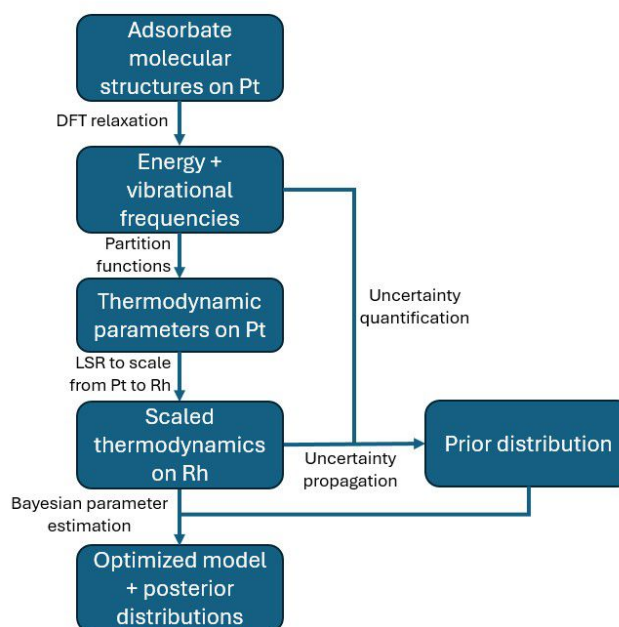 Adsorbate
molecular
structures on Pt
DFT relaxation
Energy +
vibrational
frequencies
Partition
functions
Uncertainty
quantification
Thermodynamic
parameters on Pt
LSR to scale
from Pt to Rh
Scaled
thermodynamics
on Rh
Uncertainty
propagation
Prior distribution
Bayesian parameter
estimation
Optimized model
+ posterior
distributions